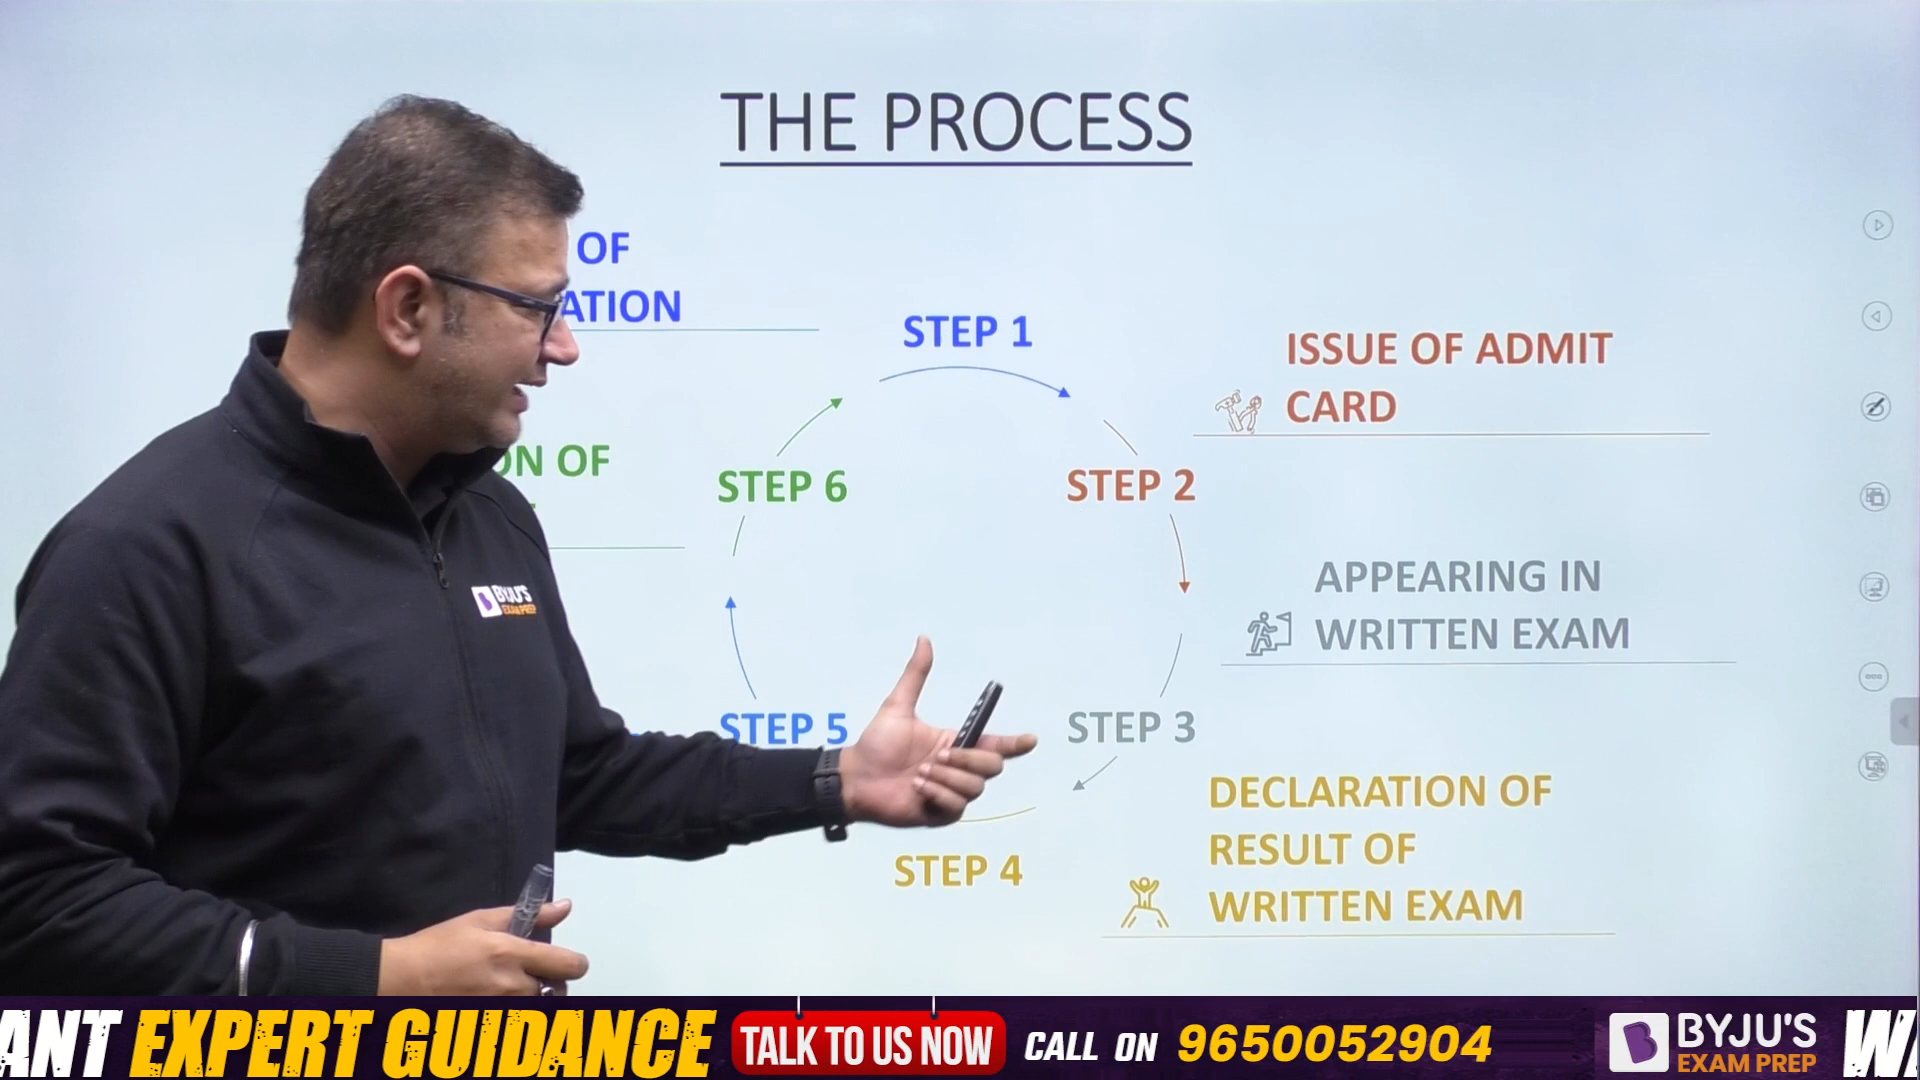 THE PROCESS
OF
ATION
STEP 1
ISSUE OF ADMIT
CARD
ON OF
STEP 6
STEP 2
APPEARING IN
WRITTEN EXAM
BYJU'S
EXAM PREP
STEP 5
STEP 3
DECLARATION OF
RESULT OF
WRITTEN EXAM
STEP 4
ANT EXPERT GUIDANCE TALK TO US NOW CALL ON 9650052904
BYJU'S
EXAM PREP